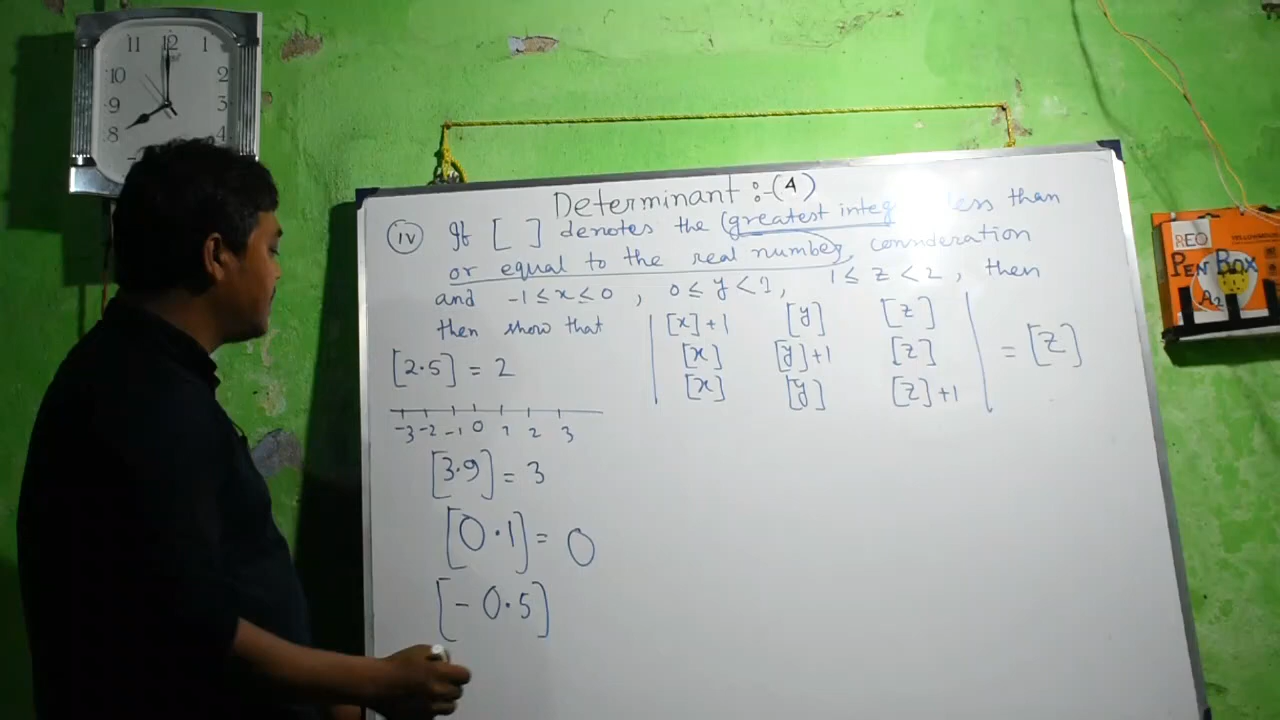 11 12 1
10 2
9 3
8 4
Determinant :-(4)
(iv) If [ ] denotes the (greatest integ less than
or equal to the real number, consideration
and -1 ≤ x ≤ 0 , 0 ≤ y < 1 , 1 ≤ z < 2 , then
then show that | [x]+1 [y] [z] |
| [x] [y]+1 [z] | = [z]
| [x] [y] [z]+1 |
[2.5] = 2
-3 -2 -1 0 1 2 3
[3.9] = 3
[0.1] = 0
[-0.5]
REO
PEN BOX
A2